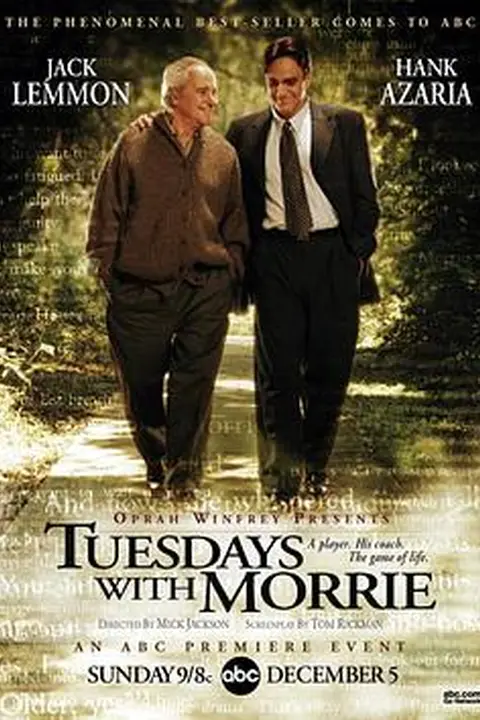 THE PHENOMENAL BEST-SELLER COMES TO ABC
JACK
LEMMON
HANK
AZARIA
OPRAH WINFREY PRESENTS
TUESDAYS
WITH MORRIE
A player. His coach.
The game of life.
DIRECTED BY MICK JACKSON SCREENPLAY BY TOM RICKMAN
AN ABC PREMIERE EVENT
SUNDAY 9/8c abc DECEMBER 5
abc.com